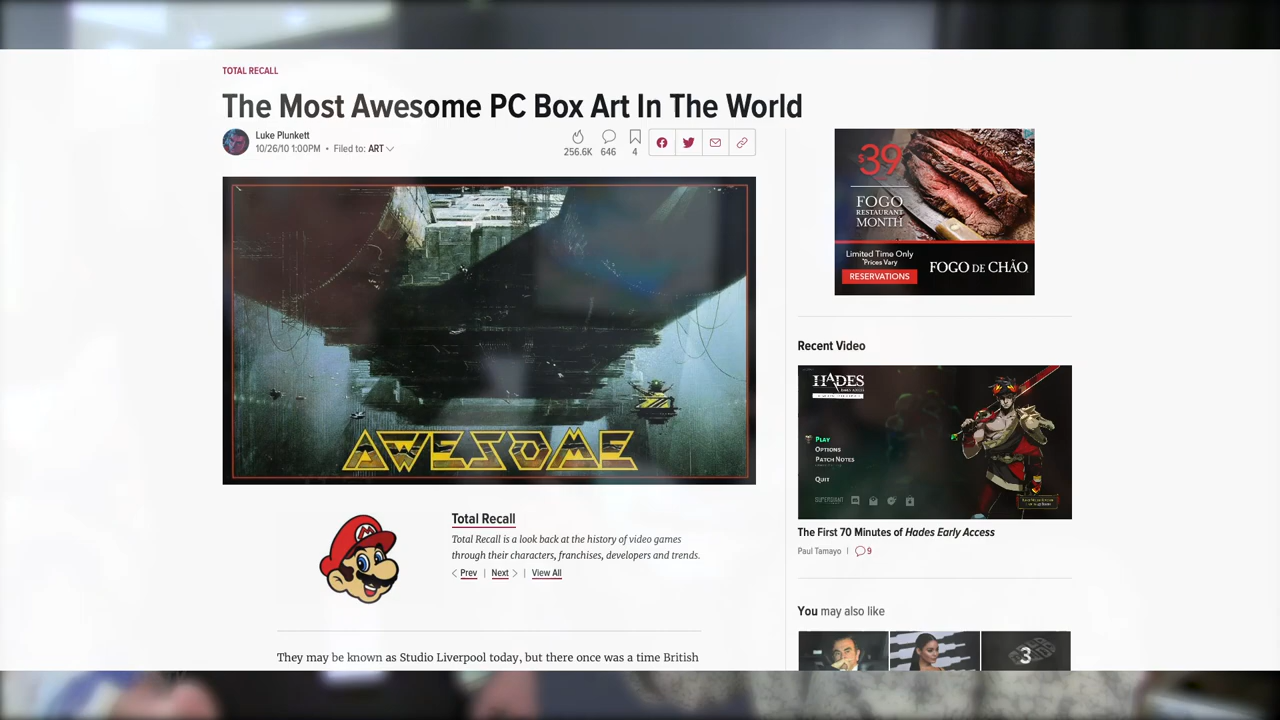 TOTAL RECALL
The Most Awesome PC Box Art In The World
Luke Plunkett
10/26/10 1:00PM • Filed to: ART
256.6K 646 4
AWESOME
Total Recall
Total Recall is a look back at the history of video games
through their characters, franchises, developers and trends.
Prev | Next | View All
They may be known as Studio Liverpool today, but there once was a time British
$39
FOGO
RESTAURANT
MONTH
Limited Time Only
*Prices Vary
RESERVATIONS
FOGO DE CHÃO
Recent Video
HADES
PLAY
OPTIONS
PATCH NOTES
QUIT
The First 70 Minutes of Hades Early Access
Paul Tamayo | 9
You may also like
3